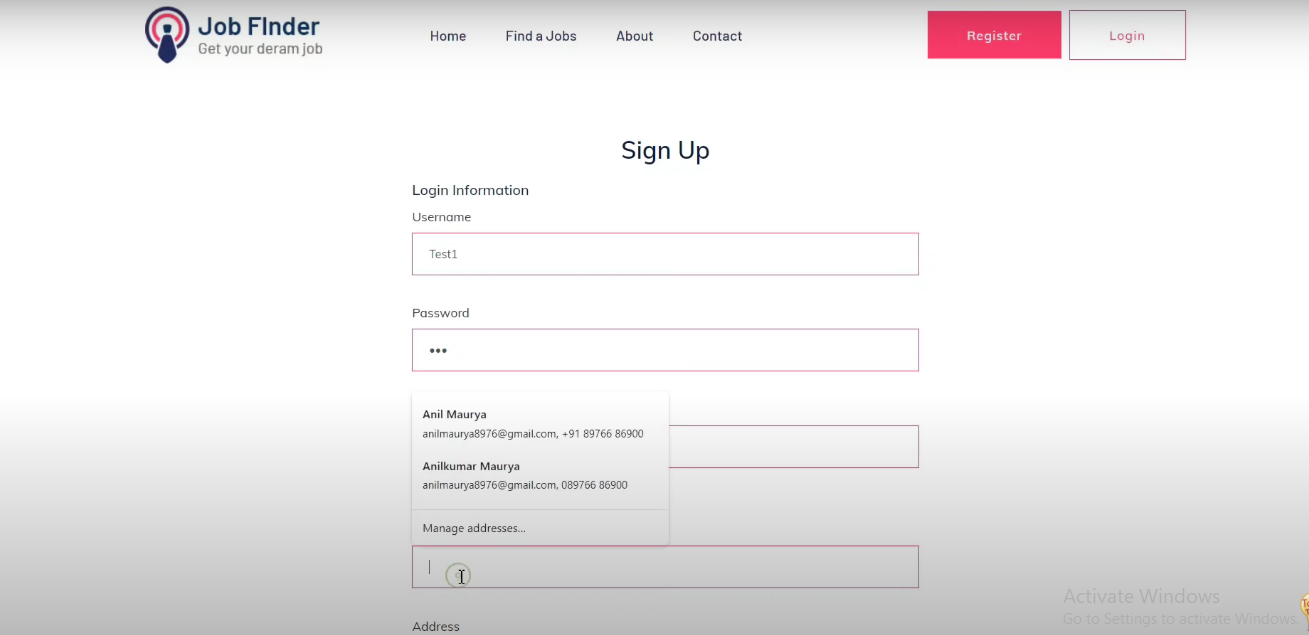 Job FInder
Get your deram job
Home
Find a Jobs
About
Contact
Register
Login
Sign Up
Login Information
Username
Test1
Password
•••
Anil Maurya
anilmaurya8976@gmail.com, +91 89766 86900
Anilkumar Maurya
anilmaurya8976@gmail.com, 089766 86900
Manage addresses...
Address
Activate Windows
Go to Settings to activate Windows.